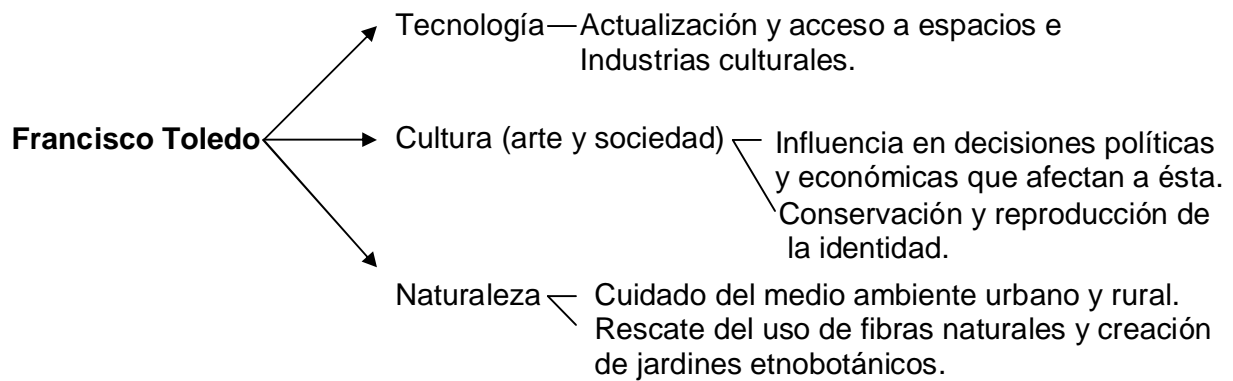 Tecnología
Actualización y acceso a espacios e
Industrias culturales.
Francisco Toledo
Cultura (arte y sociedad)
Influencia en decisiones políticas
y económicas que afectan a ésta.
Conservación y reproducción de
la identidad.
Naturaleza
Cuidado del medio ambiente urbano y rural.
Rescate del uso de fibras naturales y creación
de jardines etnobotánicos.